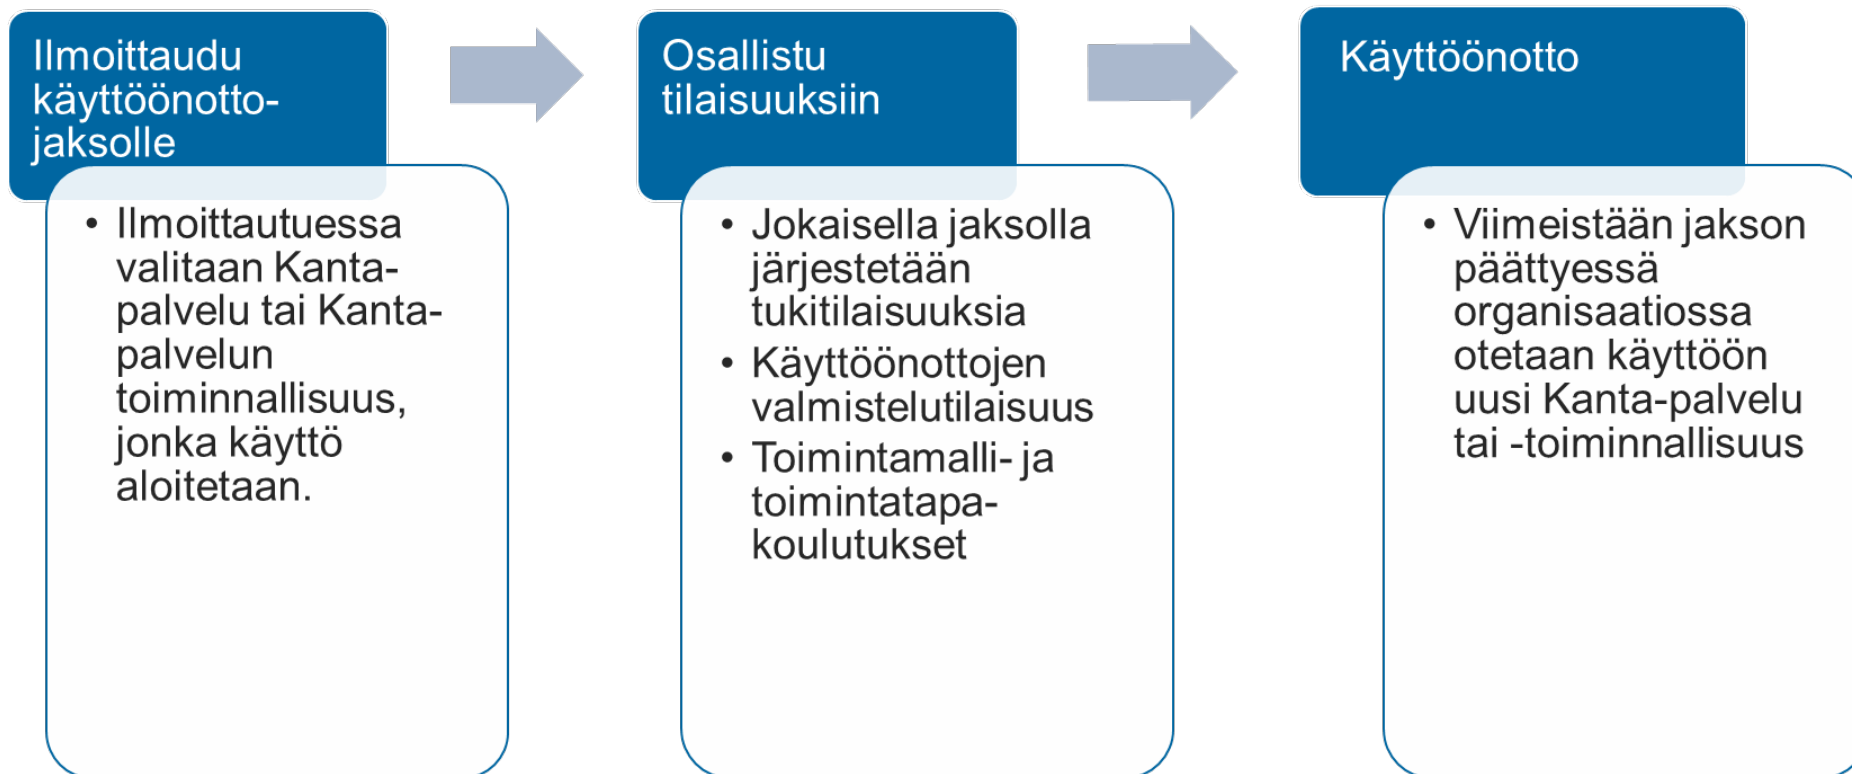 Ilmoittaudu
käyttöönotto-
jaksolle
• Ilmoittautuessa
valitaan Kanta-
palvelu tai Kanta-
palvelun
toiminnallisuus,
jonka käyttö
aloitetaan.
Osallistu
tilaisuuksiin
• Jokaisella jaksolla
järjestetään
tukitilaisuuksia
• Käyttöönottojen
valmistelutilaisuus
• Toimintamalli- ja
toimintatapa-
koulutukset
Käyttöönotto
• Viimeistään jakson
päättyessä
organisaatiossa
otetaan käyttöön
uusi Kanta-palvelu
tai -toiminnallisuus